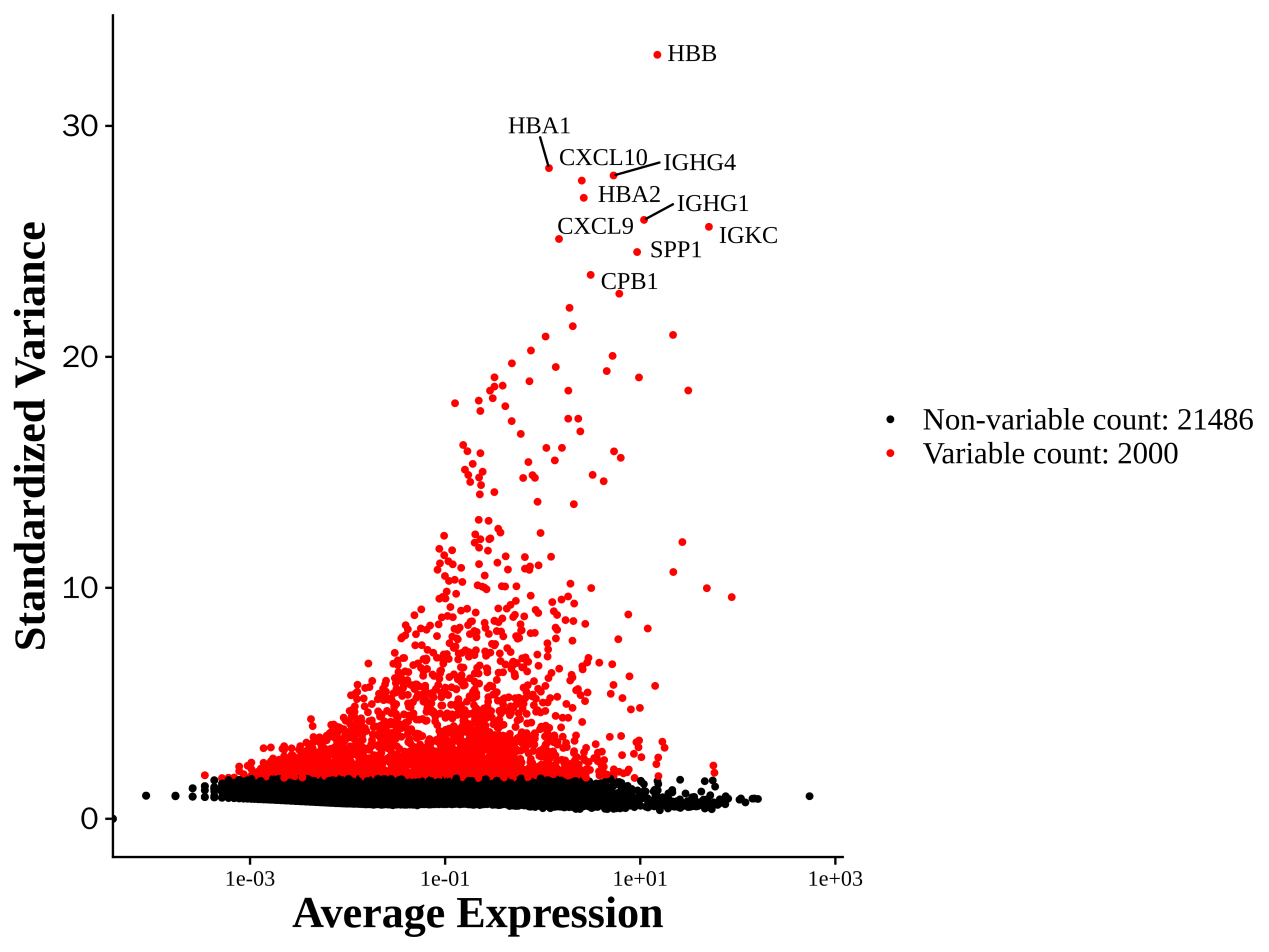 HBB
30
HBA1
CXCL10
IGHG4
HBA2
IGHG1
CXCL9
IGKC
SPP1
CPB1
Standardized Variance
20
Non-variable count: 21486
Variable count: 2000
10
0
1e-03
1e-01
1e+01
1e+03
Average Expression